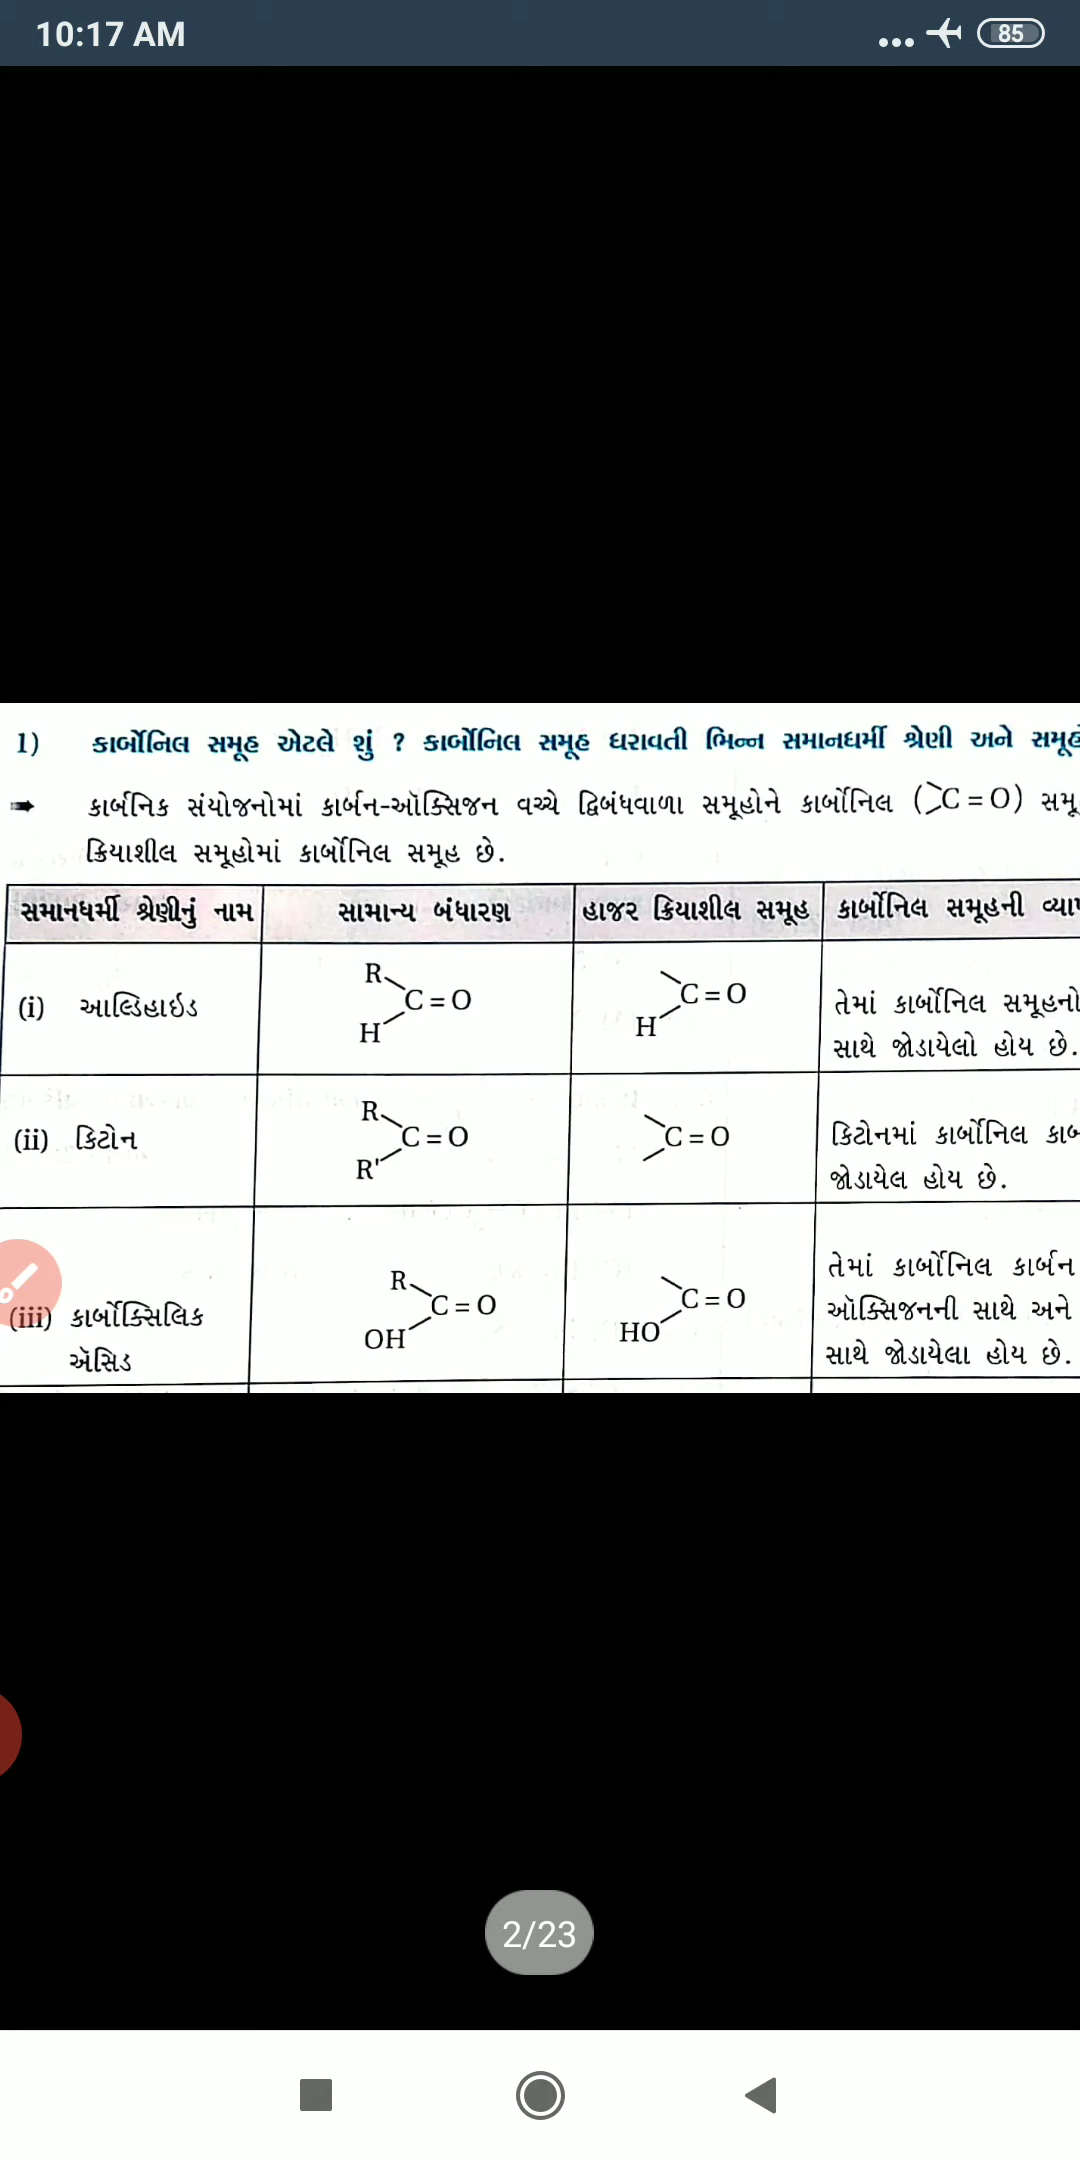 10:17 AM
85
1) કાર્બોનિલ સમૂહ એટલે શું ? કાર્બોનિલ સમૂહ ધરાવતી ભિન્ન સમાનધર્મી શ્રેણી અને
➠ કાર્બનિક સંયોજનોમાં કાર્બન-ઑક્સિજન વચ્ચે દ્વિબંધવાળા સમૂહોને કાર્બોનિલ (>C = O)
ક્રિયાશીલ સમૂહોમાં કાર્બોનિલ સમૂહ છે.
સમાનધર્મી શ્રેણીનું નામ સામાન્ય બંધારણ હાજર ક્રિયાશીલ સમૂહ કાર્બોનિલ સમૂહની
R
C = O
H
C = O
H
(i) આલ્ડિહાઇડ
તેમાં કાર્બોનિલ સમૂહનો
સાથે જોડાયેલો હોય છે.
R
C = O
R'
C = O
(ii) કિટોન
કિટોનમાં કાર્બોનિલ
જોડાયેલ હોય છે.
R
C = O
OH
C = O
HO
(iii) કાર્બોક્સિલિક
ઍસિડ
તેમાં કાર્બોનિલ કાર્બન
ઑક્સિજનની સાથે અને
સાથે જોડાયેલા હોય છે.
2/23